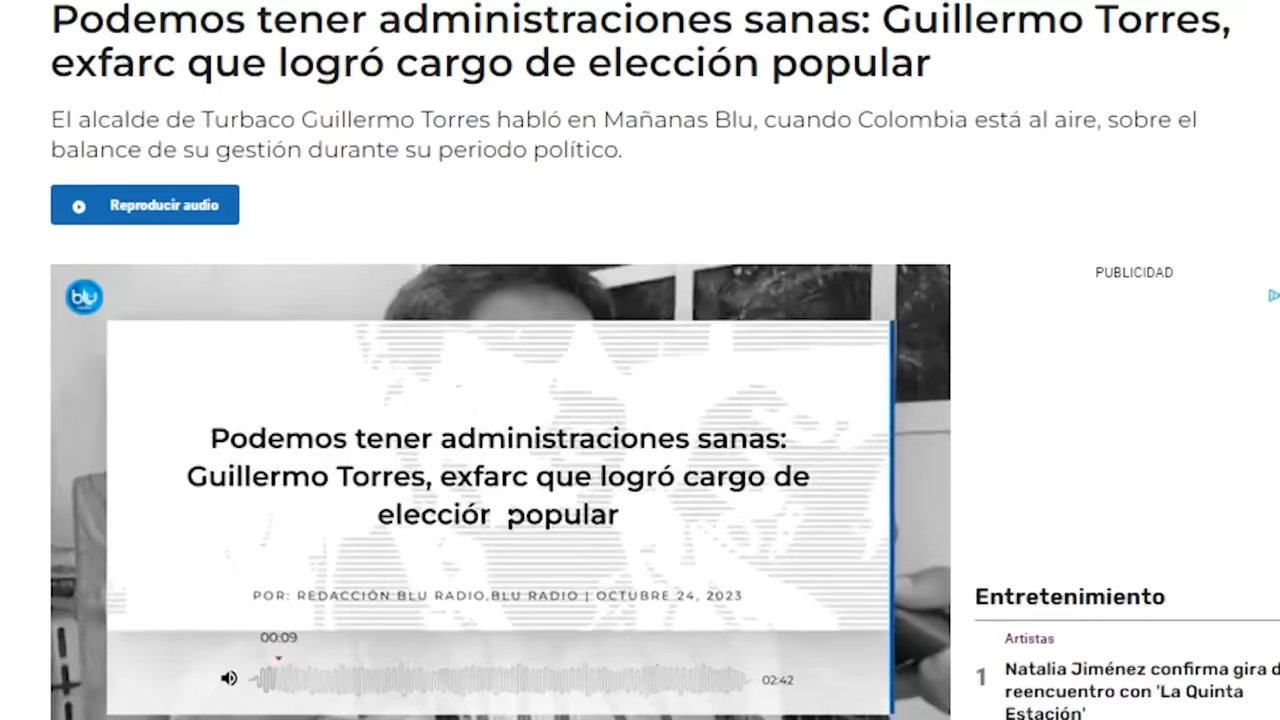 Podemos tener administraciones sanas: Guillermo Torres,
exfarc que logró cargo de elección popular
El alcalde de Turbaco Guillermo Torres habló en Mañanas Blu, cuando Colombia está al aire, sobre el
balance de su gestión durante su periodo político.
Reproducir audio
PUBLICIDAD
blu
Podemos tener administraciones sanas:
Guillermo Torres, exfarc que logró cargo de
elecciór popular
POR: REDACCIÓN BLU RADIO,BLU RADIO | OCTUBRE 24, 2023
00:09
02:42
Entretenimiento
Artistas
1 Natalia Jiménez confirma gira d
reencuentro con 'La Quinta
Estación'